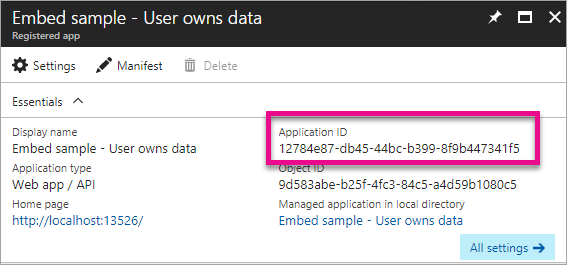 Embed sample - User owns data
Registered app
Settings Manifest Delete
Essentials
Display name
Embed sample - User owns data
Application type
Web app / API
Home page
http://localhost:13526/
Application ID
12784e87-db45-44bc-b399-8f9b447341f5
Object ID
9d583abe-b25f-4fc3-84c5-a4d59b1080c5
Managed application in local directory
Embed sample - User owns data
All settings